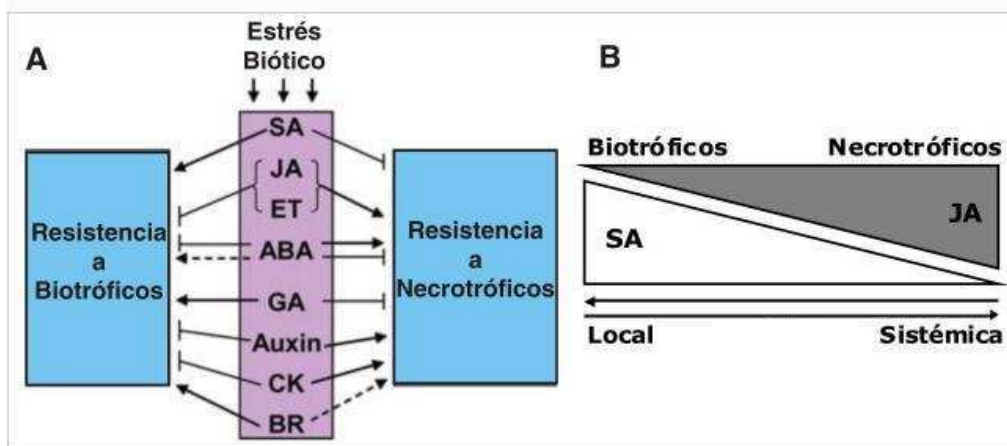 A
Estrés
Biótico
SA
JA
ET
ABA
GA
Auxin
CK
BR
Resistencia
a
Biotróficos
Resistencia
a
Necrotróficos
B
Biotróficos Necrotróficos
JA
SA
Local Sistémica